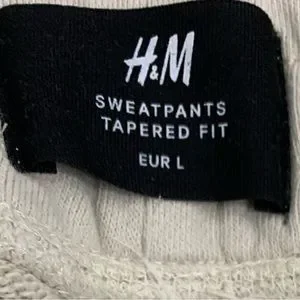 H&M
SWEATPANTS
TAPERED FIT
EUR L